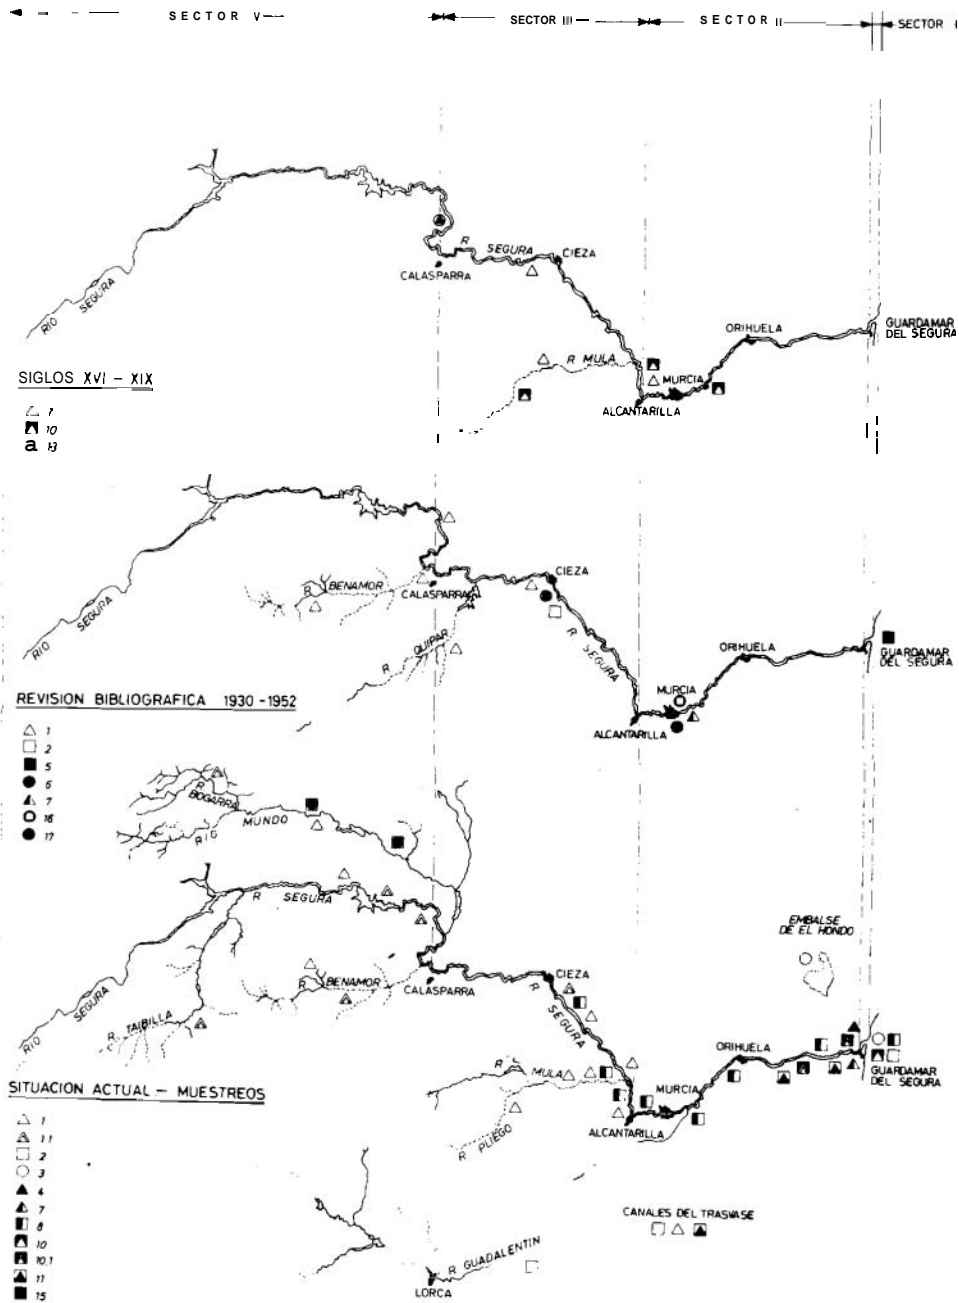 SECTOR V
SECTOR III
SECTOR II
SECTOR
RIO SEGURA
R SEGURA
CIEZA
CALASPARRA
R MULA
MURCIA
ALCANTARILLA
ORIHUELA
GUARDAMAR
DEL SEGURA
SIGLOS XVI - XIX
1
10
a 13
RIO SEGURA
R BENAMOR
CALASPARRA
CIEZA
R QUIPAR
R SEGURA
MURCIA
ALCANTARILLA
ORIHUELA
GUARDAMAR
DEL SEGURA
REVISION BIBLIOGRAFICA 1930-1952
1
2
5
6
7
16
17
R BOGARRA
RIO MUNDO
R SEGURA
RIO SEGURA
R TAIBILLA
R BENAMOR
CALASPARRA
CIEZA
R SEGURA
EMBALSE
DE EL HONDO
R MULA
R PLIEGO
MURCIA
ALCANTARILLA
ORIHUELA
GUARDAMAR
DEL SEGURA
SITUACION ACTUAL - MUESTREOS
1
1.1
2
3
4
7
8
10
10.1
11
15
CANALES DEL TRASVASE
R GUADALENTIN
LORCA